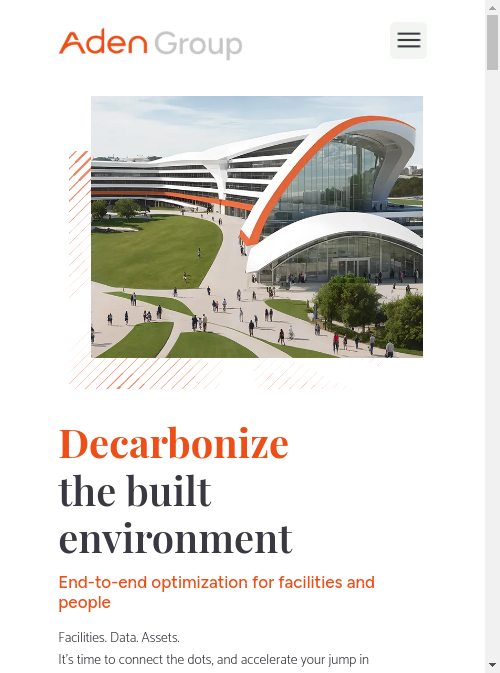 Aden Group
Decarbonize
the built
environment
End-to-end optimization for facilities and
people
Facilities. Data. Assets.
It's time to connect the dots, and accelerate your jump in